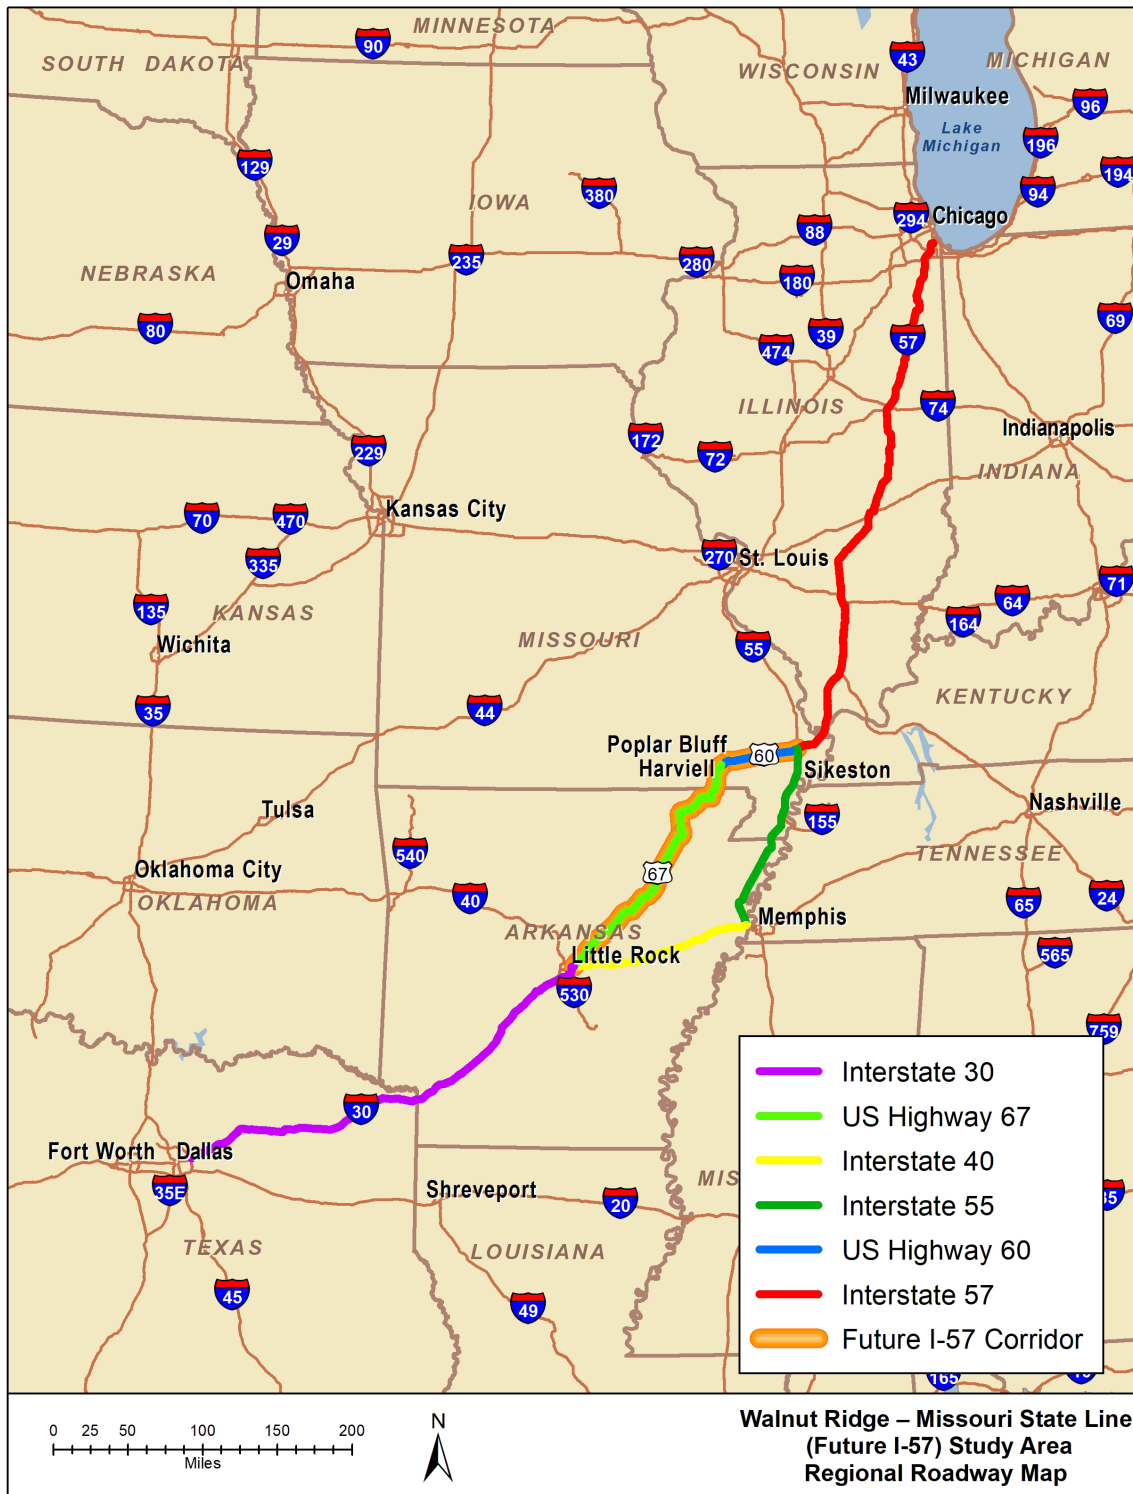 MINNESOTA
90
SOUTH DAKOTA
WISCONSIN
43
MICHIGAN
Milwaukee
96
Lake
Michigan
196
129
194
380
94
IOWA
294
Chicago
88
29
235
280
NEBRASKA
Omaha
180
80
39
69
57
474
ILLINOIS
74
172
Indianapolis
229
72
INDIANA
Kansas City
70
470
335
270
St. Louis
71
135
KANSAS
64
164
Wichita
MISSOURI
55
KENTUCKY
35
44
Poplar Bluff
60
Harviell
Sikeston
Tulsa
Nashville
155
540
TENNESSEE
Oklahoma City
67
OKLAHOMA
40
65
24
Memphis
ARKANSAS
Little Rock
565
530
759
30
Fort Worth
Dallas
35E
Shreveport
20
MIS
85
TEXAS
LOUISIANA
45
49
165
Interstate 30
US Highway 67
Interstate 40
Interstate 55
US Highway 60
Interstate 57
Future I-57 Corridor
0 25 50 100 150 200
Miles
N
Walnut Ridge – Missouri State Line
(Future I-57) Study Area
Regional Roadway Map